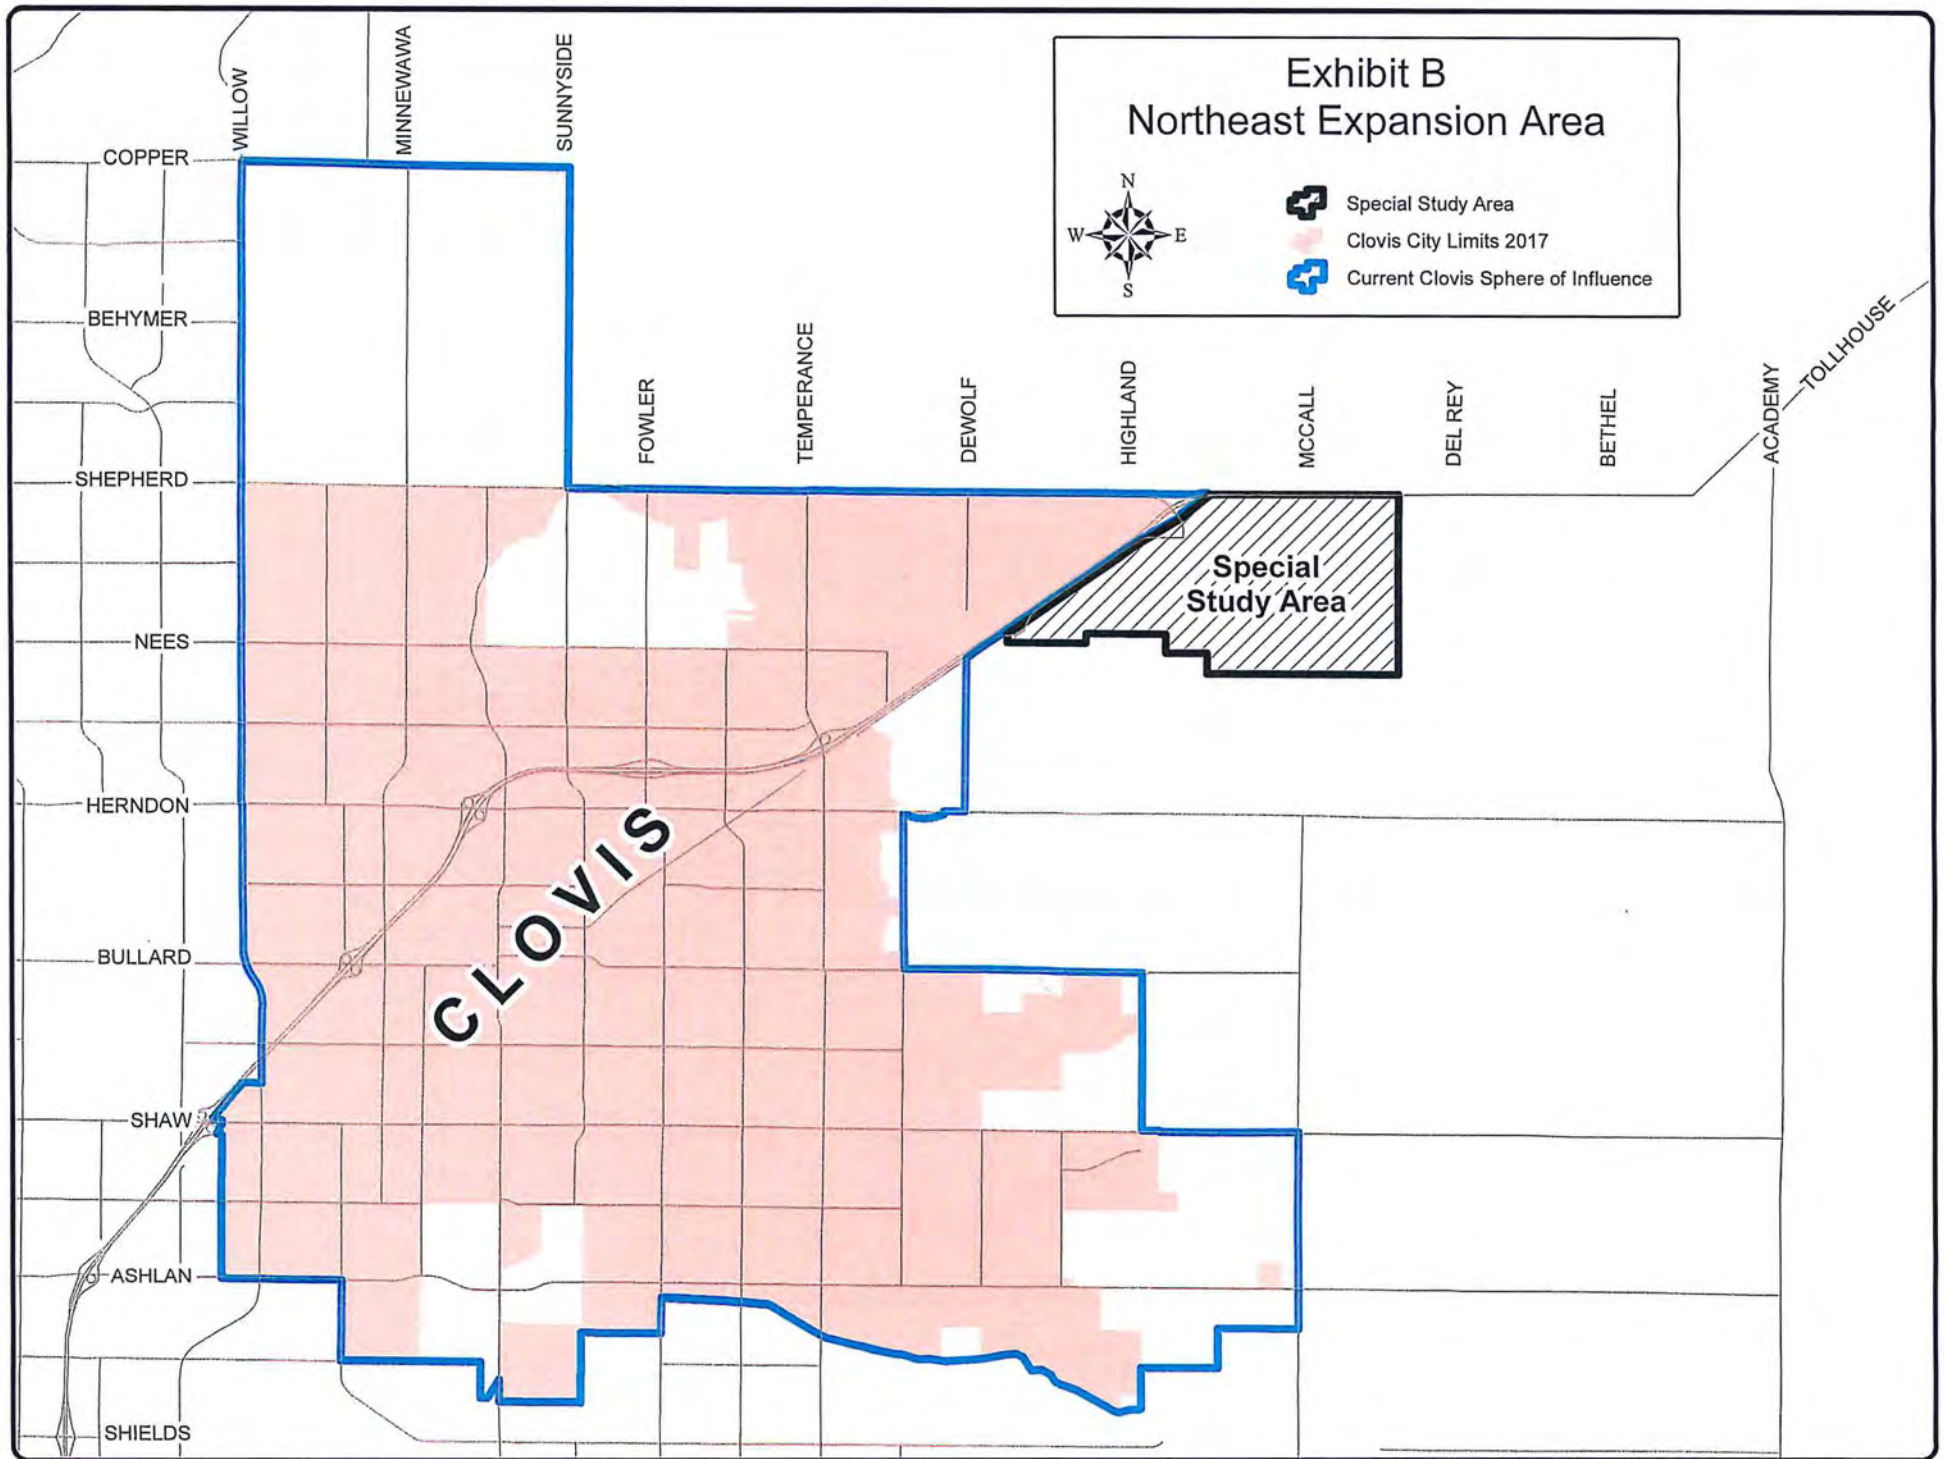 Exhibit B
Northeast Expansion Area
N
W
E
S
Special Study Area
Clovis City Limits 2017
Current Clovis Sphere of Influence
WILLOW
MINNEWAWA
SUNNYSIDE
COPPER
BEHYMER
FOWLER
TEMPERANCE
DEWOLF
HIGHLAND
MCCALL
DEL REY
BETHEL
ACADEMY
TOLLHOUSE
SHEPHERD
Special
Study Area
NEES
HERNDON
CLOVIS
BULLARD
SHAW
ASHLAN
SHIELDS